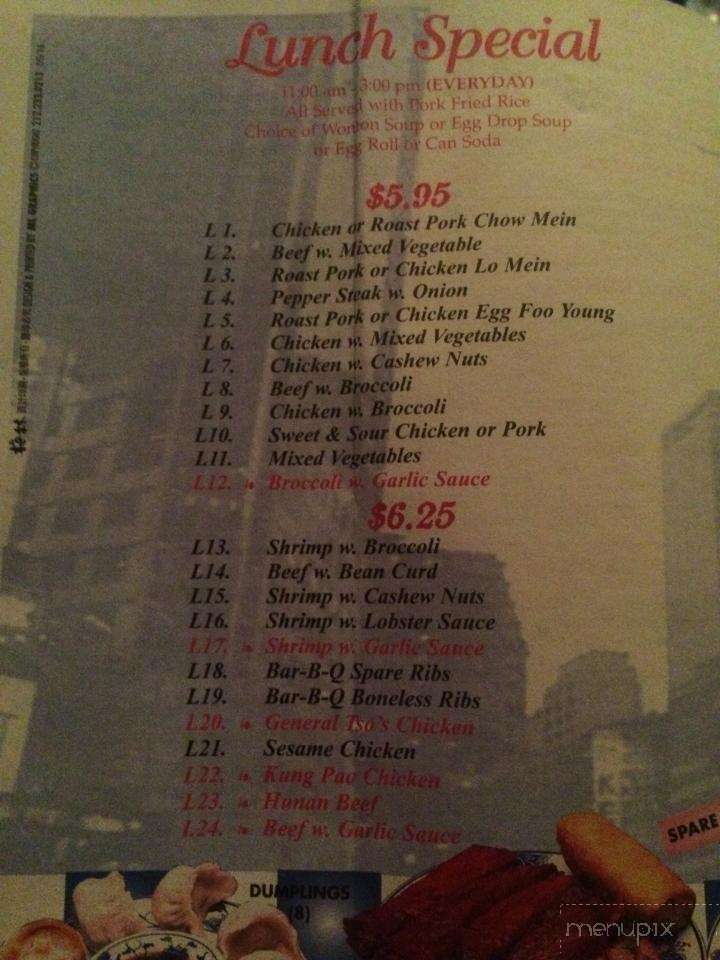 Lunch Special
11:00 am - 3:00 pm (EVERYDAY)
All Served with Pork Fried Rice
Choice of Wonton Soup or Egg Drop Soup
or Egg Roll or Can Soda
$5.95
L 1. Chicken or Roast Pork Chow Mein
L 2. Beef w. Mixed Vegetable
L 3. Roast Pork or Chicken Lo Mein
L 4. Pepper Steak w. Onion
L 5. Roast Pork or Chicken Egg Foo Young
L 6. Chicken w. Mixed Vegetables
L 7. Chicken w. Cashew Nuts
L 8. Beef w. Broccoli
L 9. Chicken w. Broccoli
L10. Sweet & Sour Chicken or Pork
L11. Mixed Vegetables
L12. Broccoli w. Garlic Sauce
$6.25
L13. Shrimp w. Broccoli
L14. Beef w. Bean Curd
L15. Shrimp w. Cashew Nuts
L16. Shrimp w. Lobster Sauce
L17. Shrimp w. Garlic Sauce
L18. Bar-B-Q Spare Ribs
L19. Bar-B-Q Boneless Ribs
L20. General Tso's Chicken
L21. Sesame Chicken
L22. Kung Pao Chicken
L23. Hunan Beef
L24. Beef w. Garlic Sauce
SPARE
DUMPLINGS
(8)
menupix
DESIGN & PRINTED BY